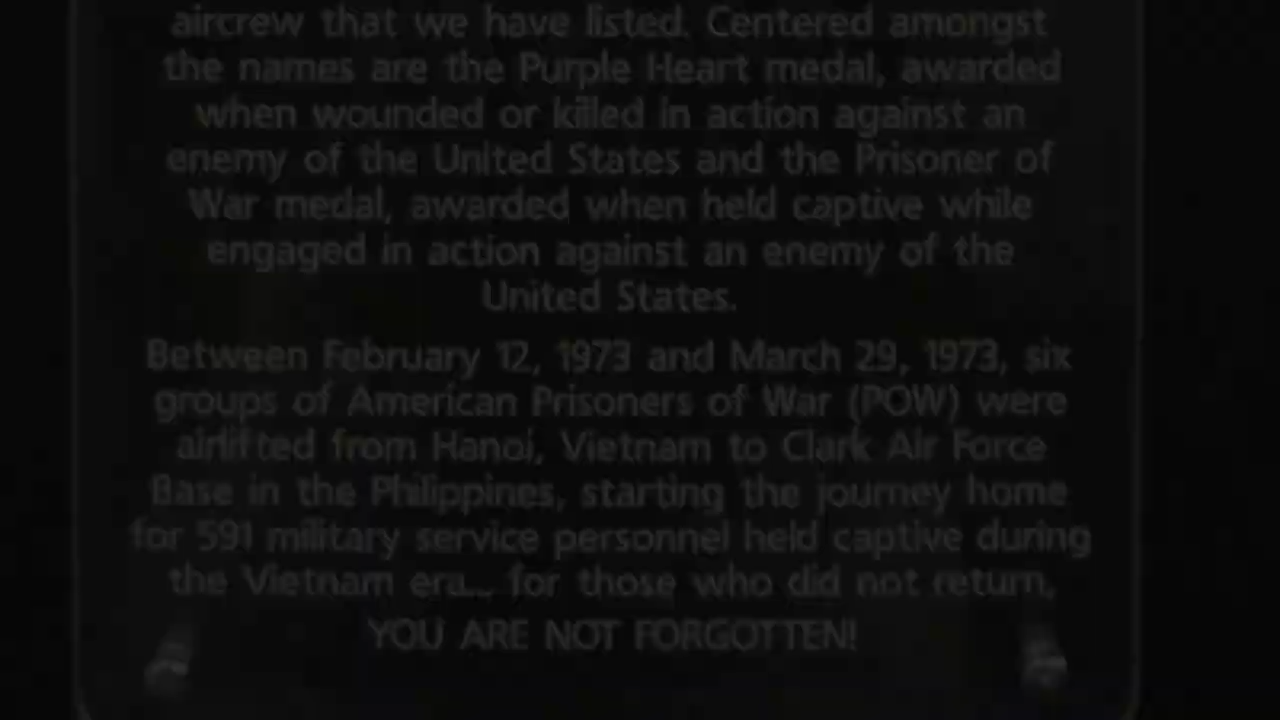 aircrew that we have listed. Centered amongst
the names are the Purple Heart medal, awarded
when wounded or killed in action against an
enemy of the United States and the Prisoner of
War medal, awarded when held captive while
engaged in action against an enemy of the
United States.
Between February 12, 1973 and March 29, 1973, six
groups of American Prisoners of War (POW) were
airlifted from Hanoi, Vietnam to Clark Air Force
Base in the Philippines, starting the journey home
for 591 military service personnel held captive during
the Vietnam era... for those who did not return,
YOU ARE NOT FORGOTTEN!